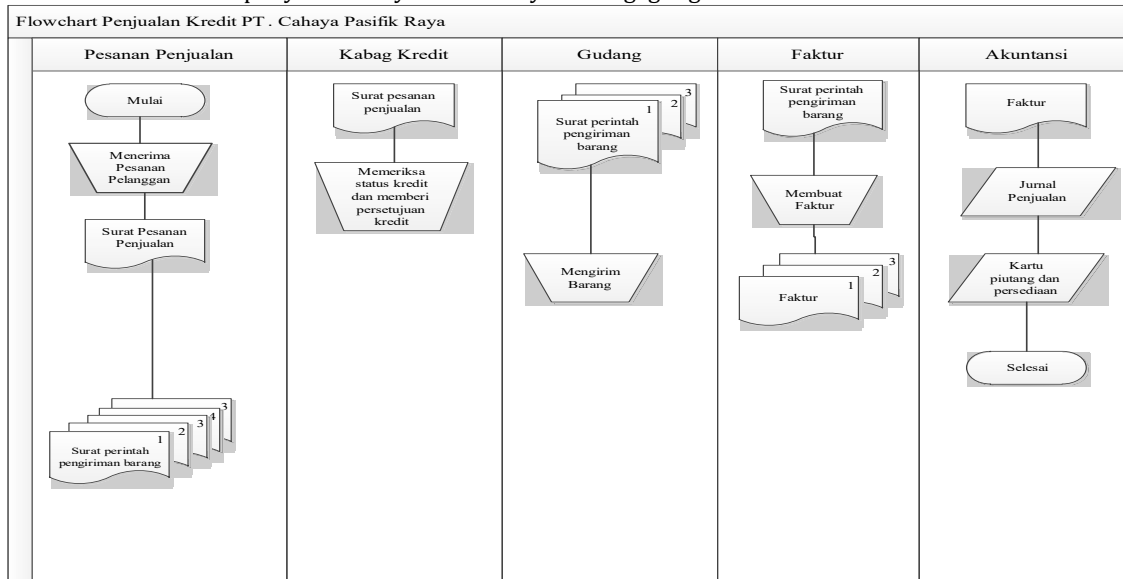 Flowchart Penjualan Kredit PT. Cahaya Pasifik Raya
Pesanan Penjualan
Mulai
Menerima
Pesanan
Pelanggan
Surat Pesanan
Penjualan
1
2
3
4
3
Surat perintah
pengiriman barang
Kabag Kredit
Surat pesanan
penjualan
Memeriksa
status kredit
dan memberi
persetujuan
kredit
Gudang
1
2
3
Surat perintah
pengiriman
barang
Mengirim
Barang
Faktur
Surat perintah
pengiriman
barang
Membuat
Faktur
1
2
3
Faktur
Akuntansi
Faktur
Jurnal
Penjualan
Kartu
piutang dan
persediaan
Selesai